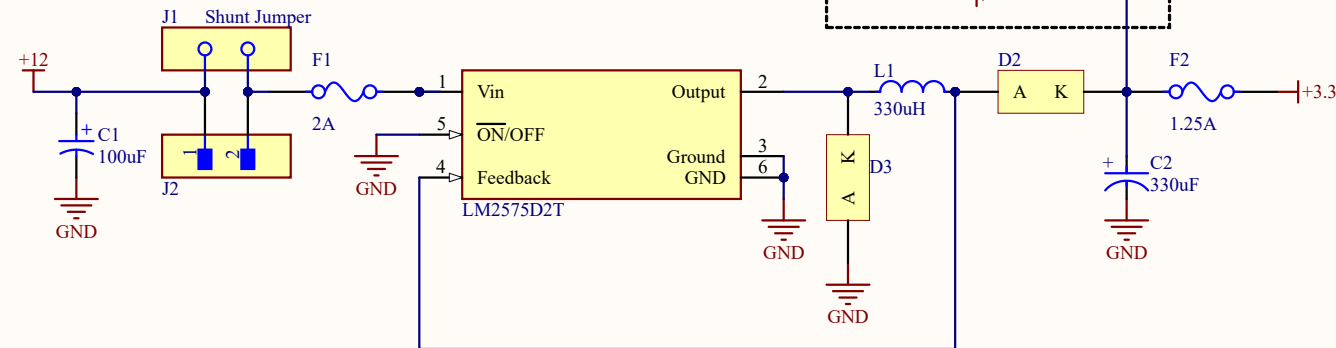 J1 Shunt Jumper
+12
F1
2A
C1
100uF
+
GND
1 2
J2
1 Vin
5 ON/OFF
4 Feedback
Output 2
Ground 3
GND 6
LM2575D2T
GND
GND
L1
330uH
K
A
D3
GND
D2
A K
F2
1.25A
+3.3
+
C2
330uF
GND